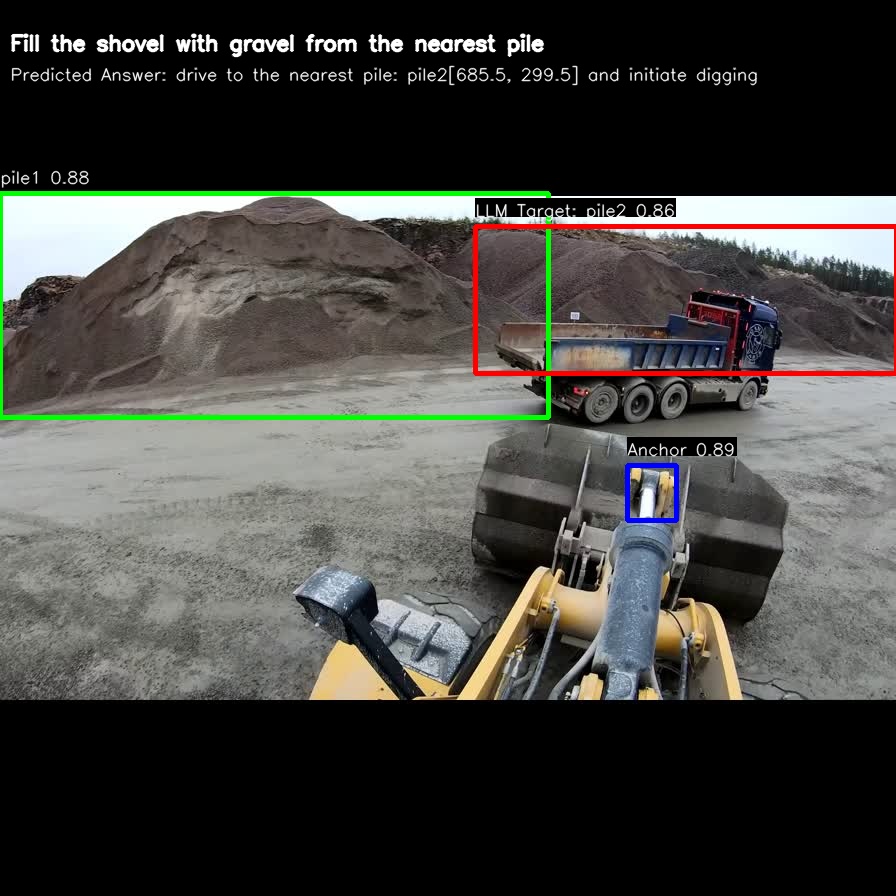 Fill the shovel with gravel from the nearest pile
Predicted Answer: drive to the nearest pile: pile2[685.5, 299.5] and initiate digging
pile1 0.88
LLM Target: pile2 0.86
Anchor 0.89